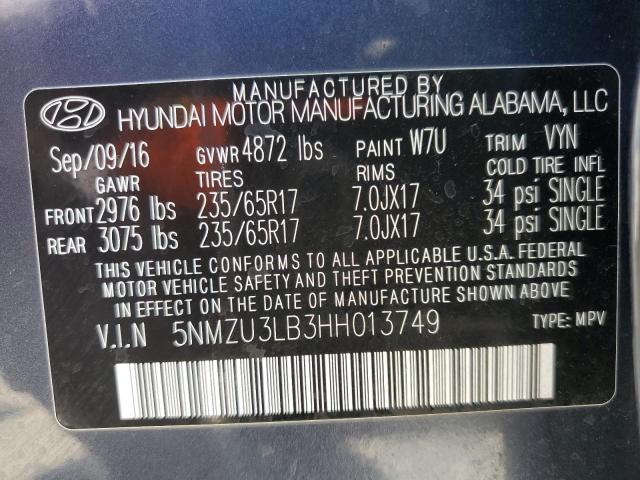 MANUFACTURED BY
HYUNDAI MOTOR MANUFACTURING ALABAMA, LLC
Sep/09/16 GVWR 4872 lbs PAINT W7U TRIM VYN
GAWR TIRES RIMS COLD TIRE INFL
FRONT 2976 lbs 235/65R17 7.0JX17 34 psi SINGLE
REAR 3075 lbs 235/65R17 7.0JX17 34 psi SINGLE
THIS VEHICLE CONFORMS TO ALL APPLICABLE U.S.A. FEDERAL
MOTOR VEHICLE SAFETY AND THEFT PREVENTION STANDARDS
IN EFFECT ON THE DATE OF MANUFACTURE SHOWN ABOVE.
V.I.N 5NMZU3LB3HH013749 TYPE: MPV